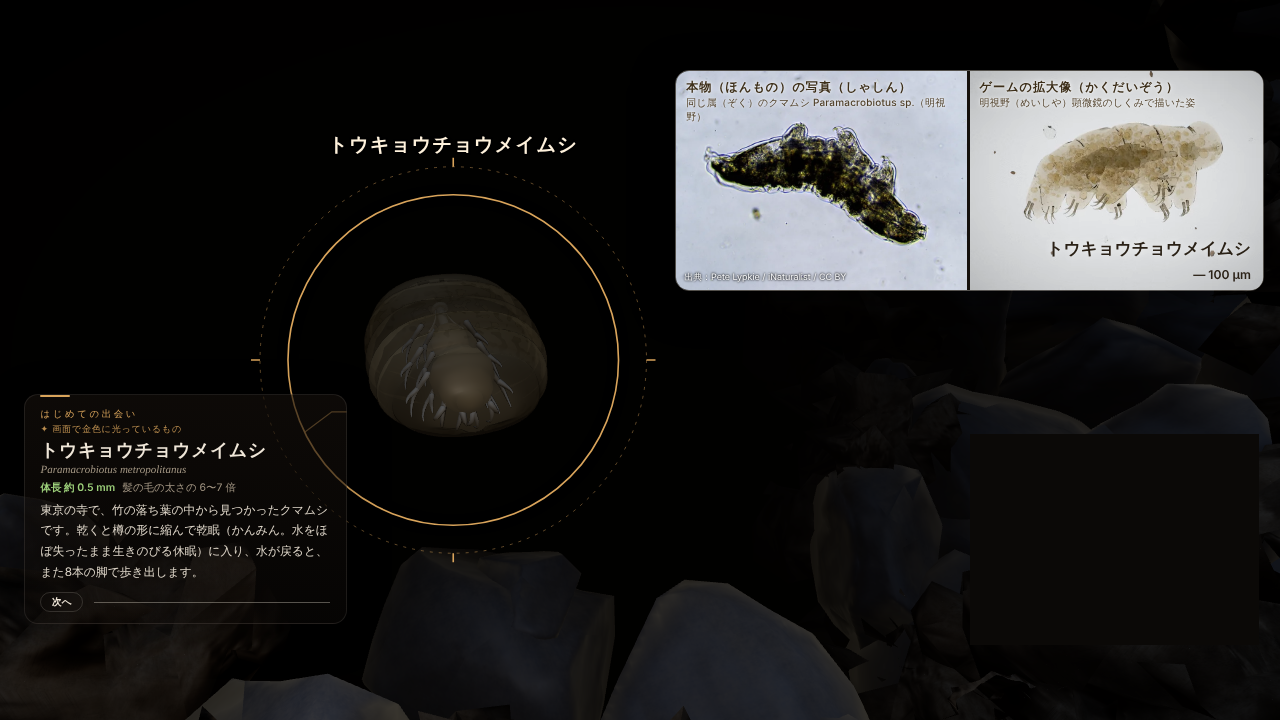 トウキョウチョウメイムシ
本物（ほんもの）の写真（しゃしん）
同じ属（ぞく）のクマムシ Paramacrobiotus sp.（明視
野）
出典：Pete Lypkie / iNaturalist / CC BY
ゲームの拡大像（かくだいぞう）
明視野（めいしや）顕微鏡のしくみで描いた姿
トウキョウチョウメイムシ
— 100 µm
はじめての出会い
✦ 画面で金色に光っているもの
トウキョウチョウメイムシ
Paramacrobiotus metropolitanus
体長 約 0.5 mm 髪の毛の太さの 6〜7 倍
東京の寺で、竹の落ち葉の中から見つかったクマムシ
です。乾くと樽の形に縮んで乾眠（かんみん。水をほ
ぼ失ったまま生きのびる休眠）に入り、水が戻ると、
また8本の脚で歩き出します。
次へ